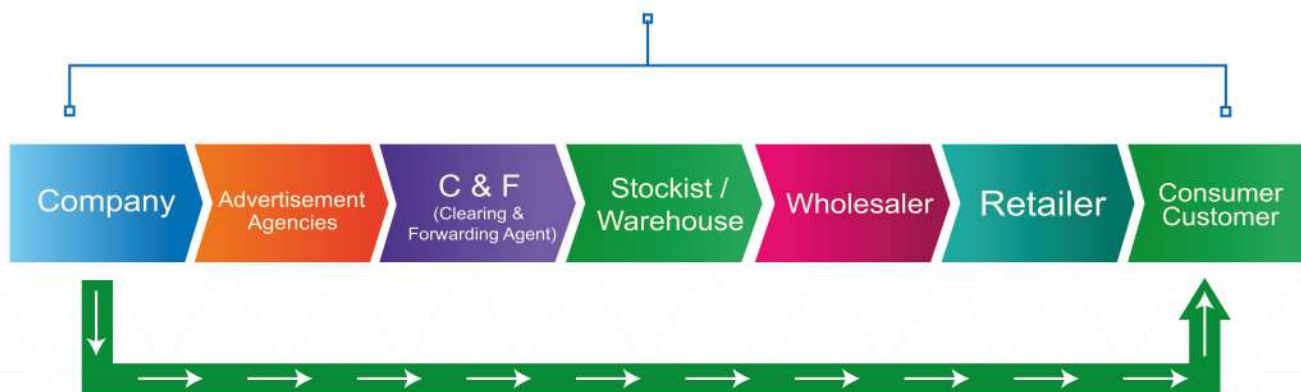 Company
Advertisement
Agencies
C & F
(Clearing &
Forwarding Agent)
Stockist /
Warehouse
Wholesaler
Retailer
Consumer
Customer